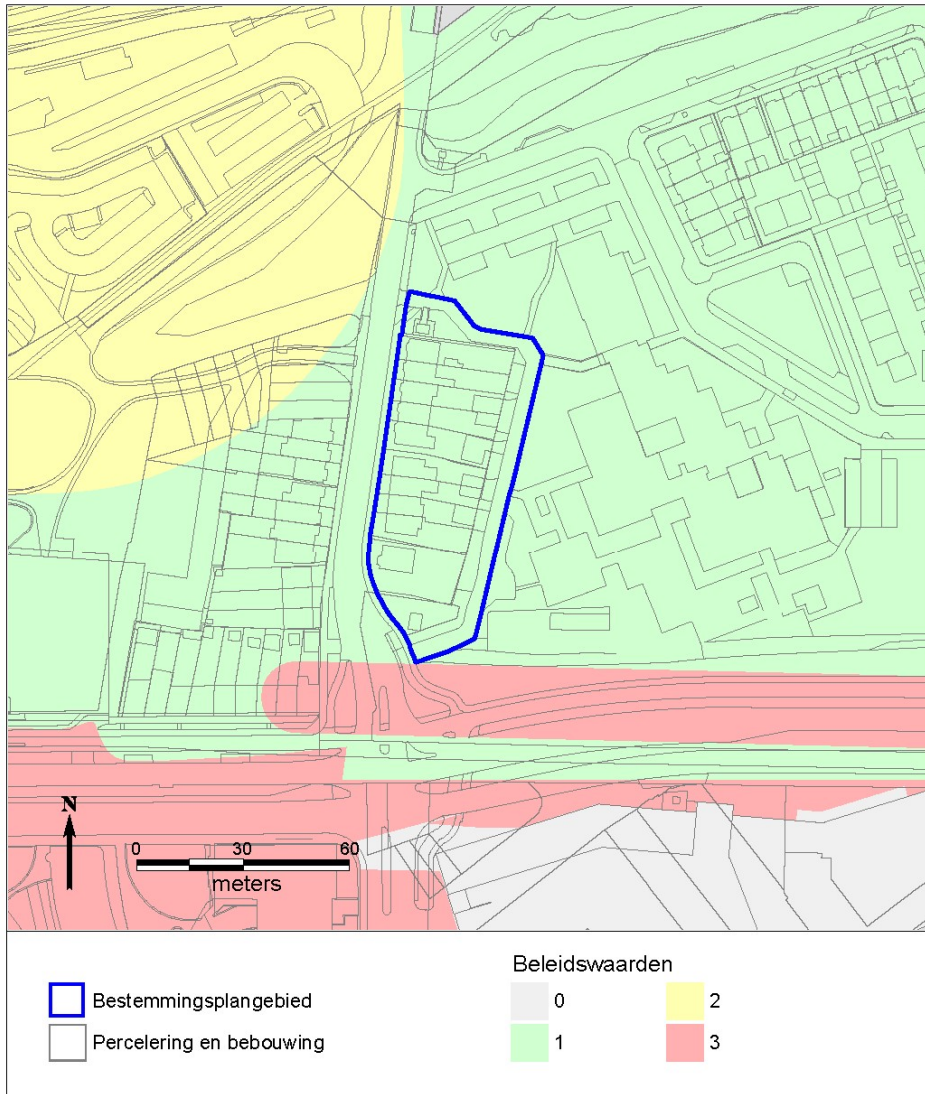 N
0 30 60
meters
Beleidswaarden
Bestemmingsplangebied
Percelering en bebouwing
0
1
2
3